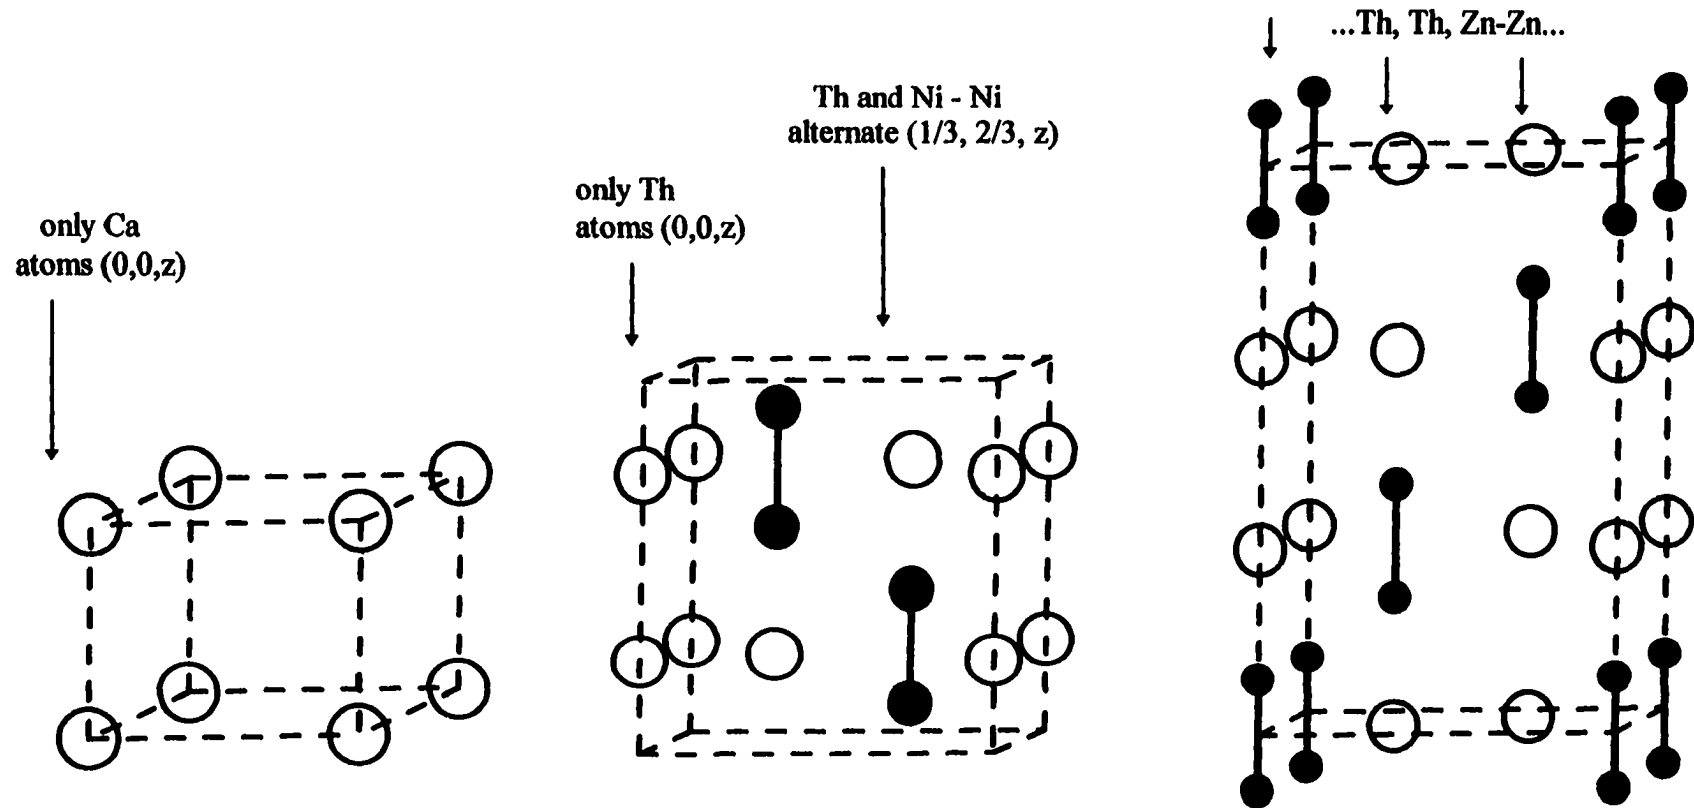 only Ca
atoms (0,0,z)
only Th
atoms (0,0,z)
Th and Ni - Ni
alternate (1/3, 2/3, z)
...Th, Th, Zn-Zn...